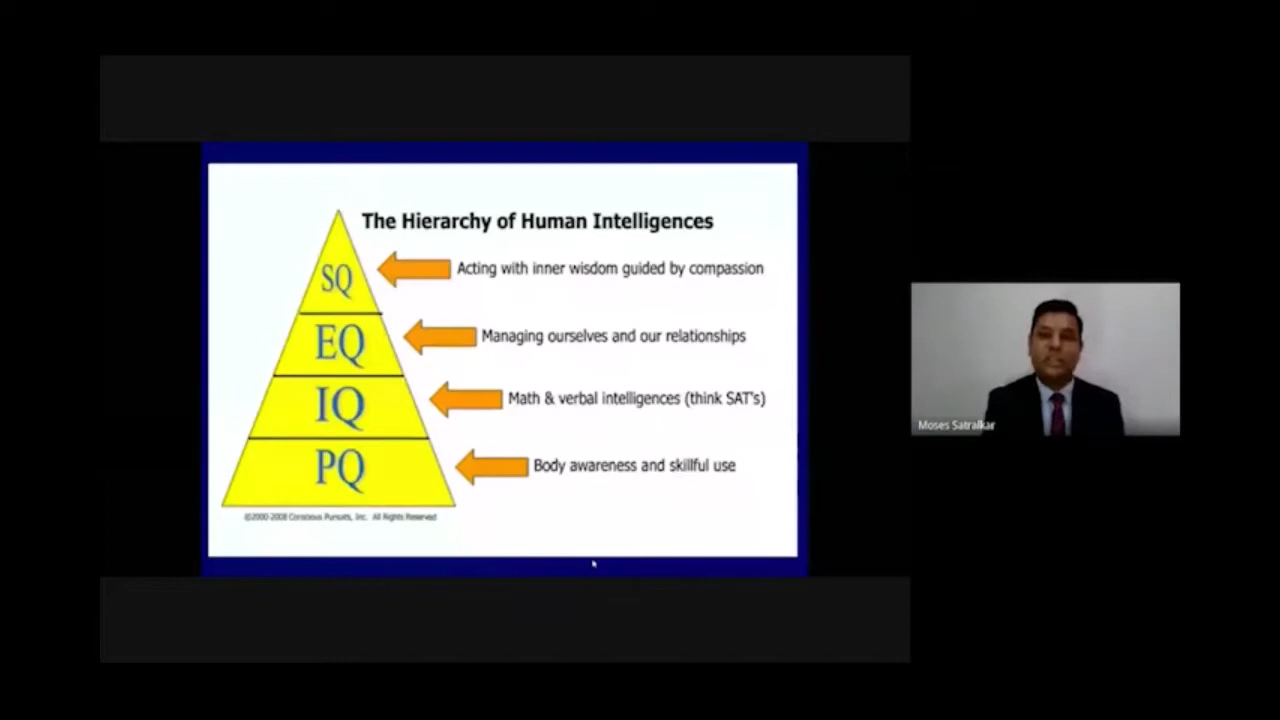 The Hierarchy of Human Intelligences
SQ
Acting with inner wisdom guided by compassion
EQ
Managing ourselves and our relationships
IQ
Math & verbal intelligences (think SAT's)
PQ
Body awareness and skillful use
©2000-2008 Conscious Pursuits, Inc. All Rights Reserved
Moses Satralkar